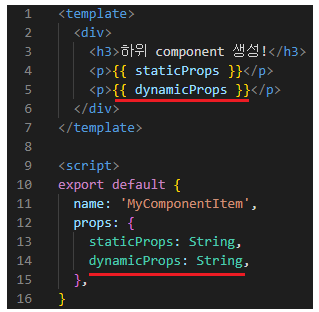 1 <template>
2   <div>
3     <h3>하위 component 생성!</h3>
4     <p>{{ staticProps }}</p>
5     <p>{{ dynamicProps }}</p>
6   </div>
7 </template>
8
9 <script>
10 export default {
11   name: 'MyComponentItem',
12   props: {
13     staticProps: String,
14     dynamicProps: String,
15   },
16 }